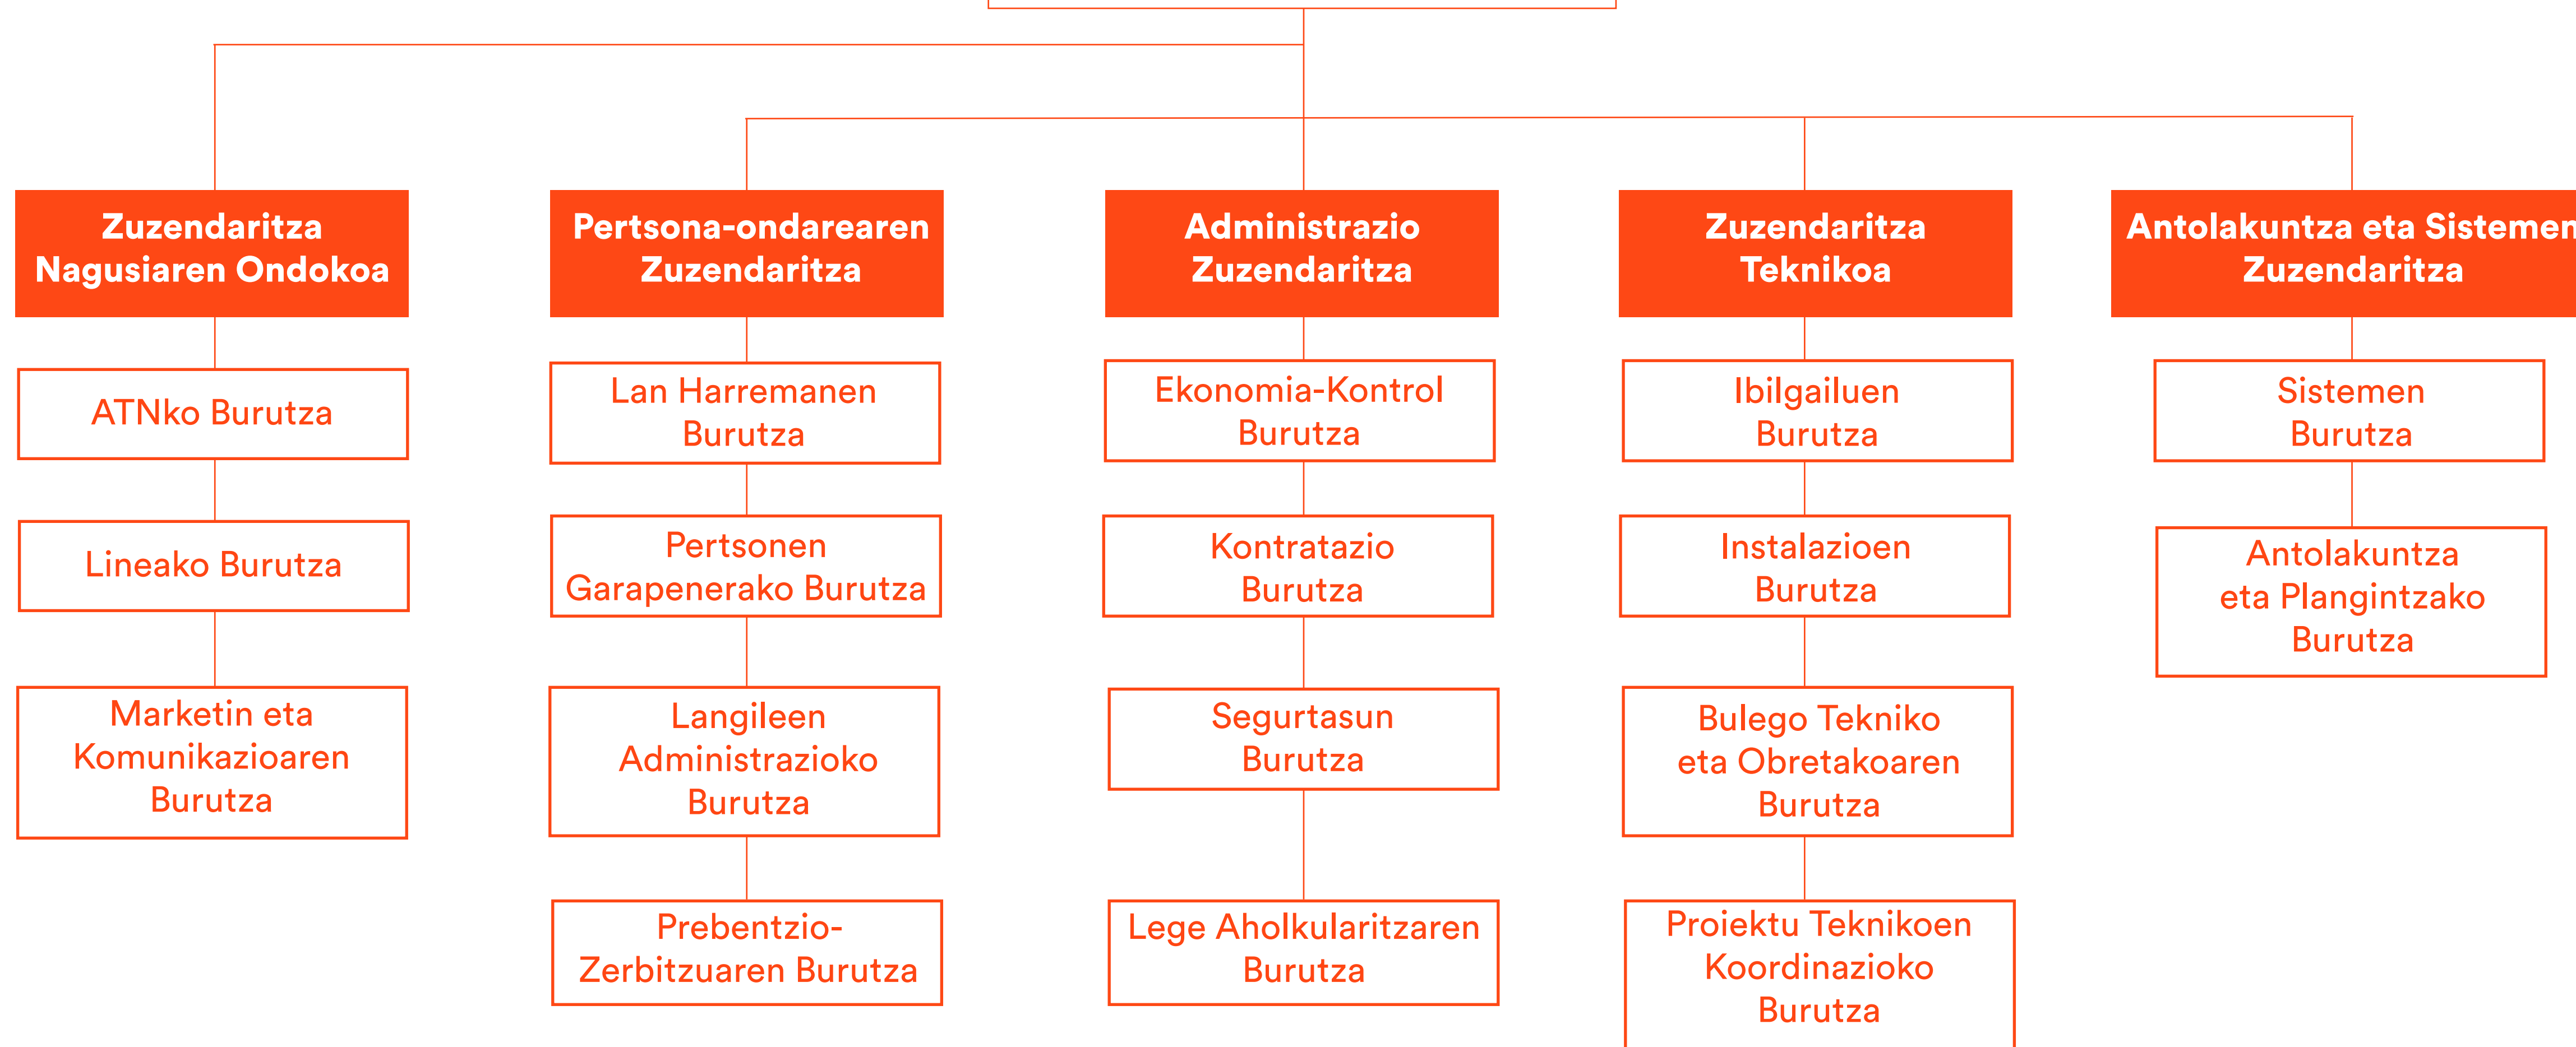 Zuzendaritza
Nagusiaren Ondokoa
ATNko Burutza
Lineako Burutza
Marketin eta
Komunikazioaren
Burutza
Pertsona-ondarearen
Zuzendaritza
Lan Harremanen
Burutza
Pertsonen
Garapenerako Burutza
Langileen
Administrazioko
Burutza
Prebentzio-
Zerbitzuaren Burutza
Administrazio
Zuzendaritza
Ekonomia-Kontrol
Burutza
Kontratazio
Burutza
Segurtasun
Burutza
Lege Aholkularitzaren
Burutza
Zuzendaritza
Teknikoa
Ibilgailuen
Burutza
Instalazioen
Burutza
Bulego Tekniko
eta Obretakoaren
Burutza
Proiektu Teknikoen
Koordinazioko
Burutza
Antolakuntza eta Sistemen
Zuzendaritza
Sistemen
Burutza
Antolakuntza
eta Plangintzako
Burutza